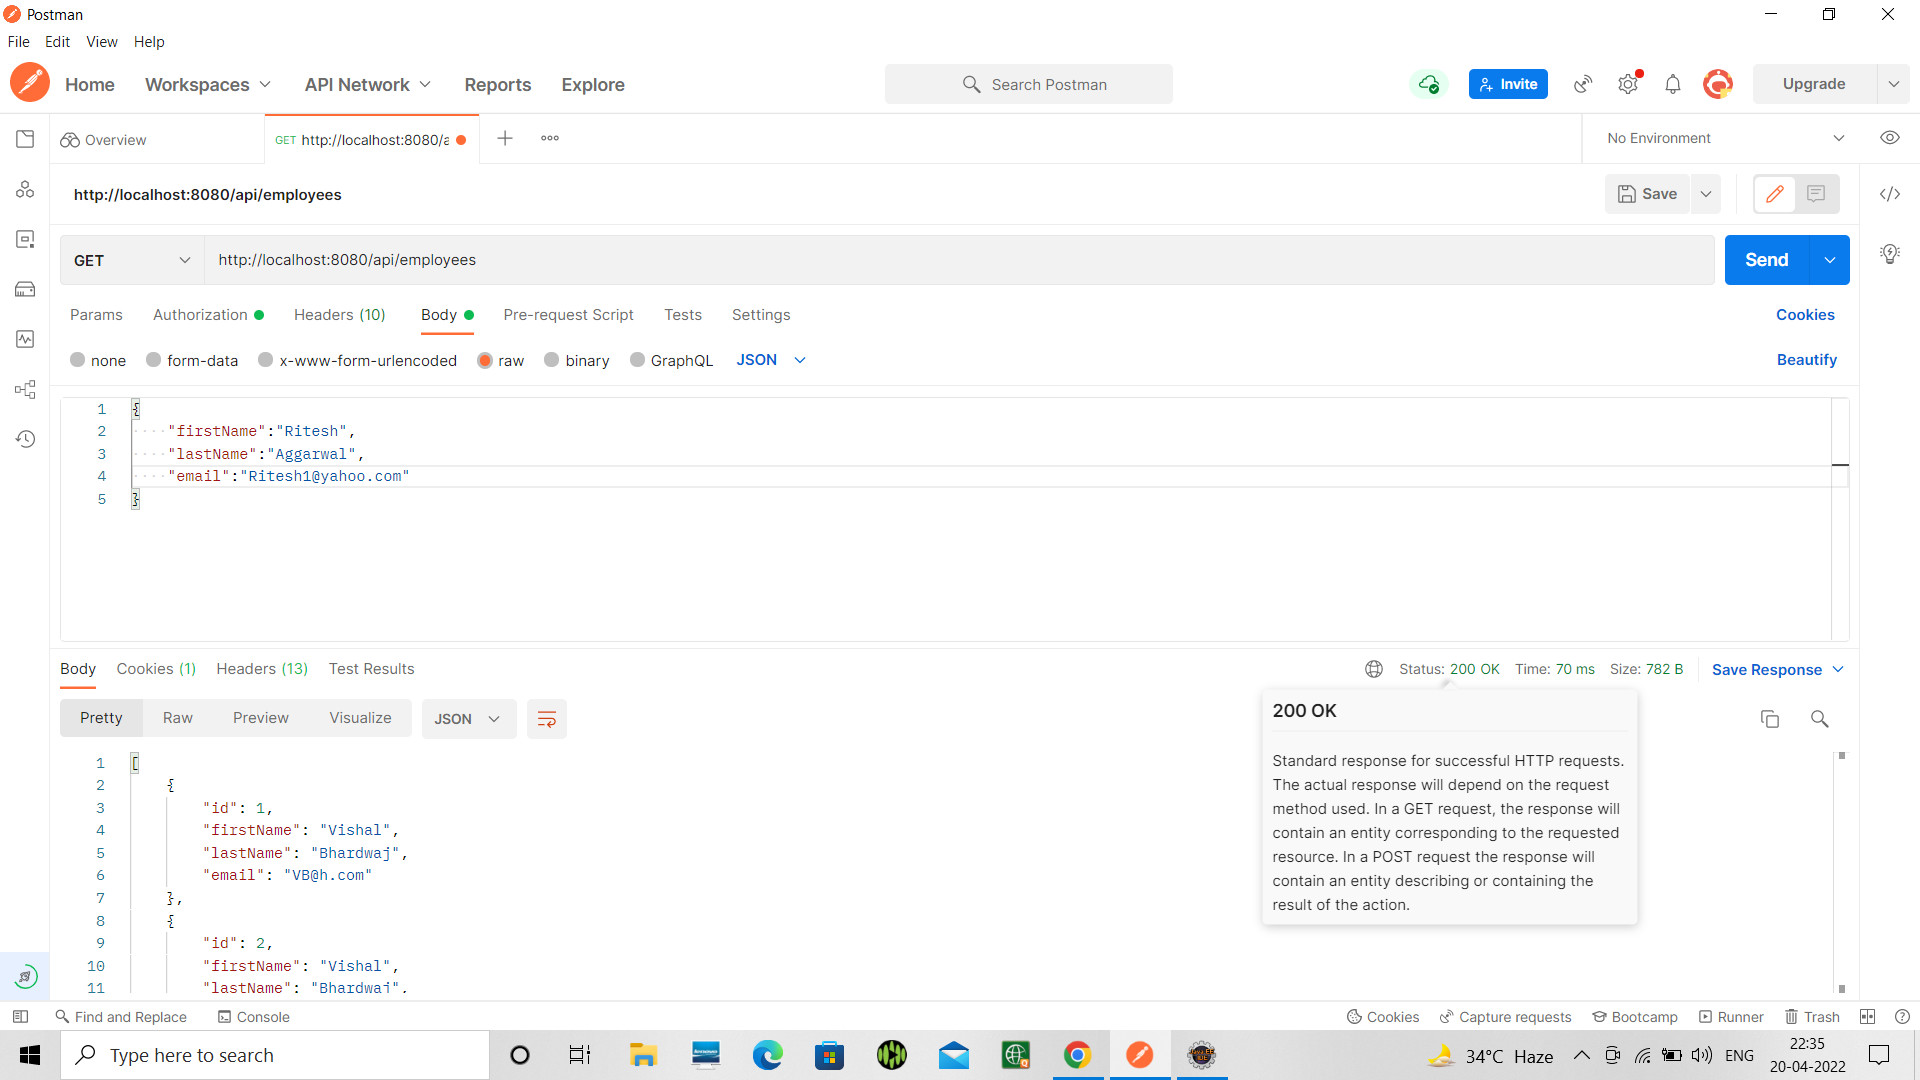 Postman
File Edit View Help
Home Workspaces API Network Reports Explore Search Postman Invite Upgrade
Overview GET http://localhost:8080/a No Environment
http://localhost:8080/api/employees Save
GET http://localhost:8080/api/employees Send
Params Authorization Headers (10) Body Pre-request Script Tests Settings Cookies
none form-data x-www-form-urlencoded raw binary GraphQL JSON Beautify
1 {
2 "firstName":"Ritesh",
3 "lastName":"Aggarwal",
4 "email":"Ritesh1@yahoo.com"
5 }
Body Cookies (1) Headers (13) Test Results Status: 200 OK Time: 70 ms Size: 782 B Save Response
Pretty Raw Preview Visualize JSON
200 OK
Standard response for successful HTTP requests.
The actual response will depend on the request
method used. In a GET request, the response will
contain an entity corresponding to the requested
resource. In a POST request the response will
contain an entity describing or containing the
result of the action.
1 [
2 {
3 "id": 1,
4 "firstName": "Vishal",
5 "lastName": "Bhardwaj",
6 "email": "VB@h.com"
7 },
8 {
9 "id": 2,
10 "firstName": "Vishal",
11 "lastName": "Bhardwaj",
Find and Replace Console Cookies Capture requests Bootcamp Runner Trash
Type here to search 34°C Haze ENG 22:35
20-04-2022